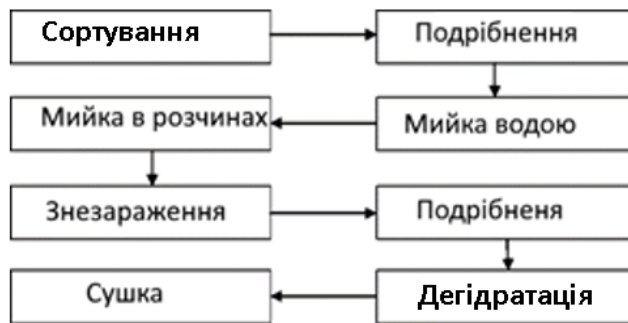 Сортування
Подрібнення
Мийка водою
Мийка в розчинах
Знезараження
Подрібненя
Дегідратація
Сушка